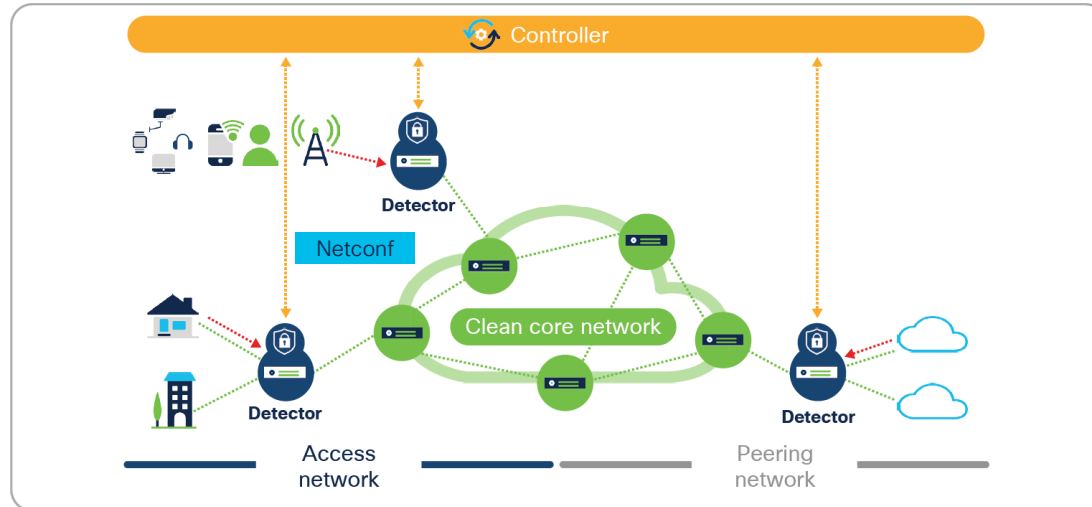 Controller
Detector
Netconf
Clean core network
Detector
Detector
Access
network
Peering
network